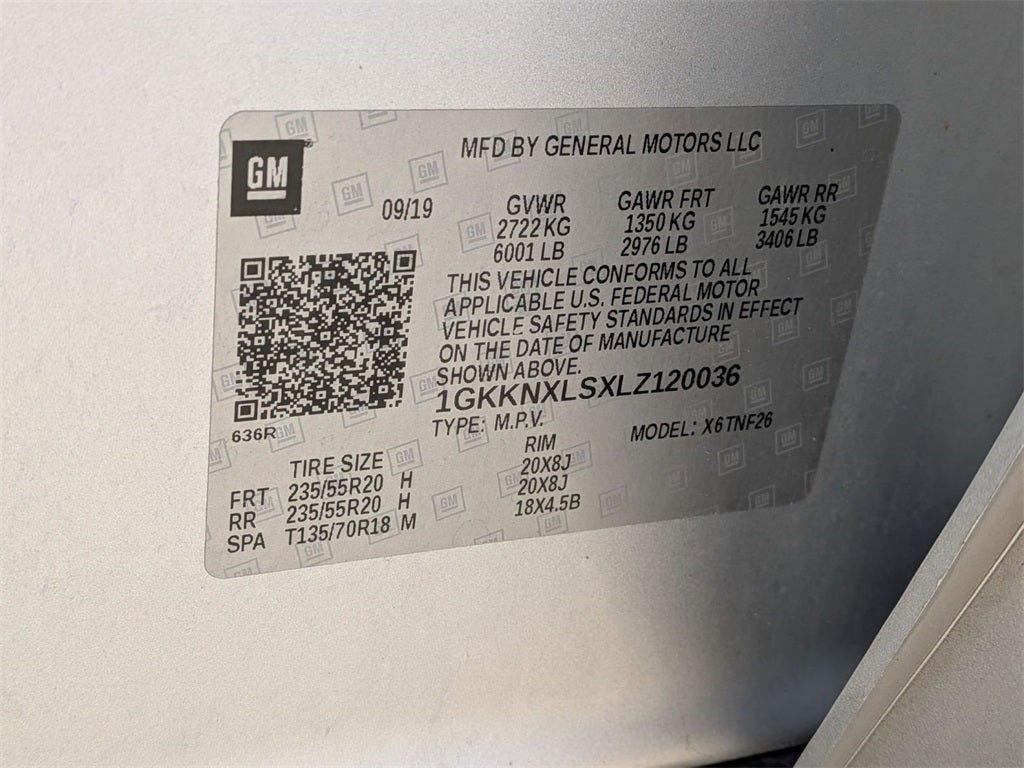 GM
MFD BY GENERAL MOTORS LLC
09/19
GVWR GAWR FRT GAWR RR
2722 KG 1350 KG 1545 KG
6001 LB 2976 LB 3406 LB
THIS VEHICLE CONFORMS TO ALL
APPLICABLE U.S. FEDERAL MOTOR
VEHICLE SAFETY STANDARDS IN EFFECT
ON THE DATE OF MANUFACTURE
SHOWN ABOVE.
1GKKNXLSXLZ120036
TYPE: M.P.V. MODEL: X6TNF26
636R
TIRE SIZE RIM
FRT 235/55R20 H 20X8J
RR 235/55R20 H 20X8J
SPA T135/70R18 M 18X4.5B